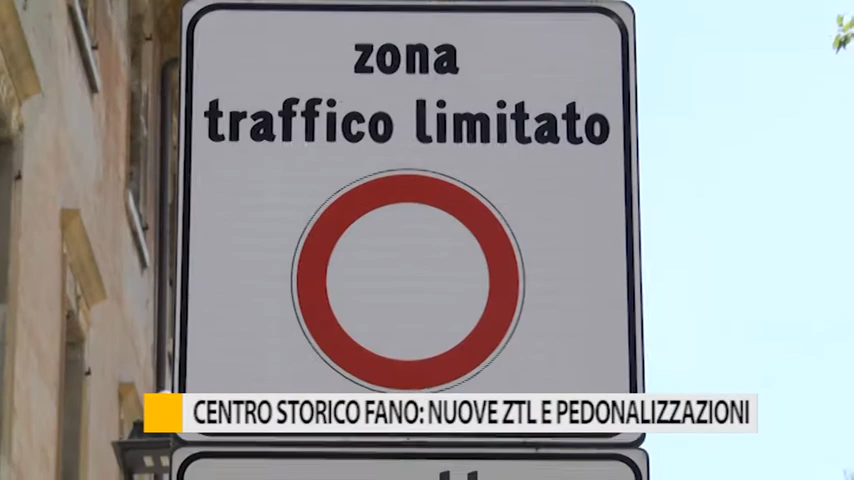 zona
traffico limitato
CENTRO STORICO FANO: NUOVE ZTL E PEDONALIZZAZIONI